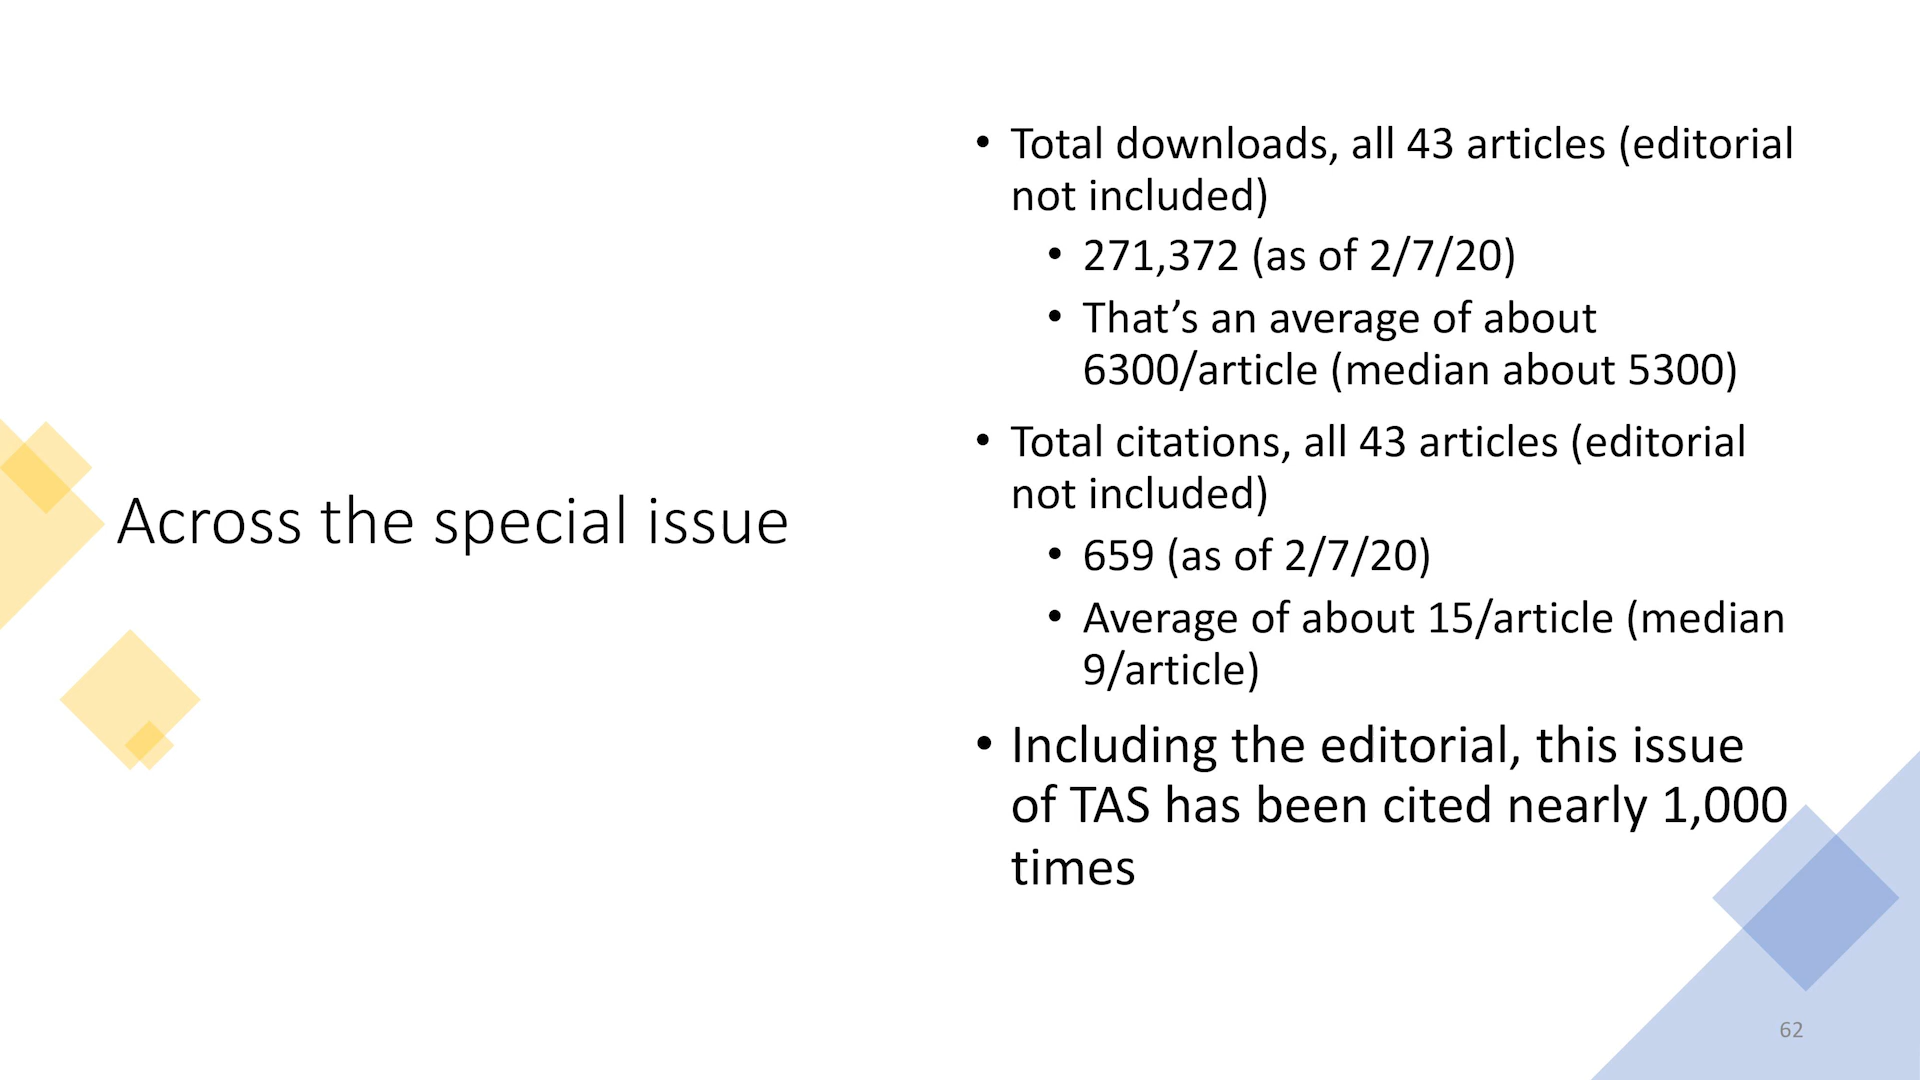 Across the special issue
• Total downloads, all 43 articles (editorial
not included)
• 271,372 (as of 2/7/20)
• That’s an average of about
6300/article (median about 5300)
• Total citations, all 43 articles (editorial
not included)
• 659 (as of 2/7/20)
• Average of about 15/article (median
9/article)
• Including the editorial, this issue
of TAS has been cited nearly 1,000
times
62